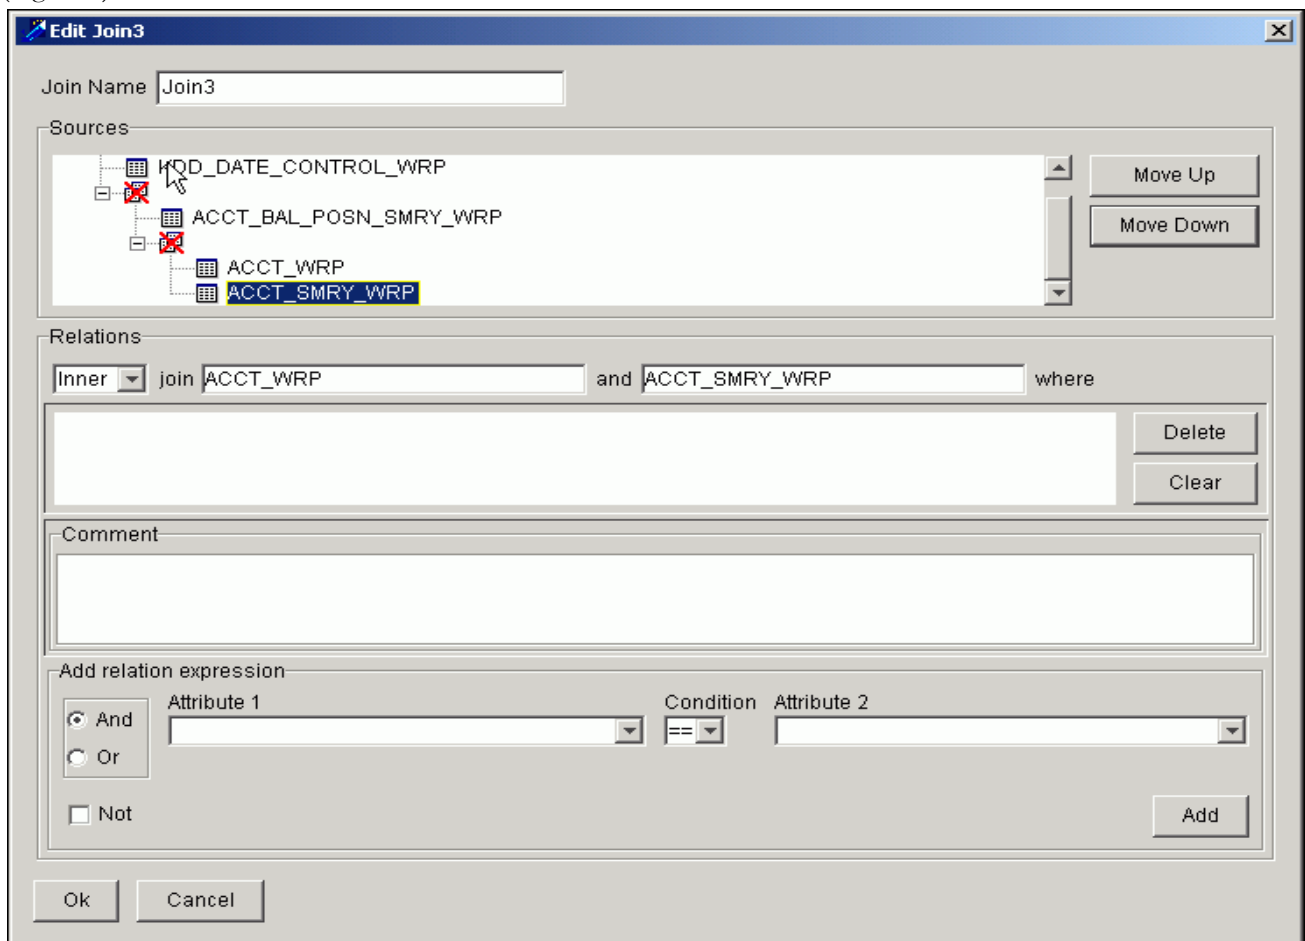 Edit Join3
Join Name Join3
Sources
KDD_DATE_CONTROL_WRP
Move Up
ACCT_BAL_POSN_SMRY_WRP
Move Down
ACCT_WRP
ACCT_SMRY_WRP
Relations
Inner join ACCT_WRP and ACCT_SMRY_WRP where
Delete
Clear
Comment
Add relation expression
Attribute 1 Condition Attribute 2
And
==
Or
Not
Add
Ok Cancel